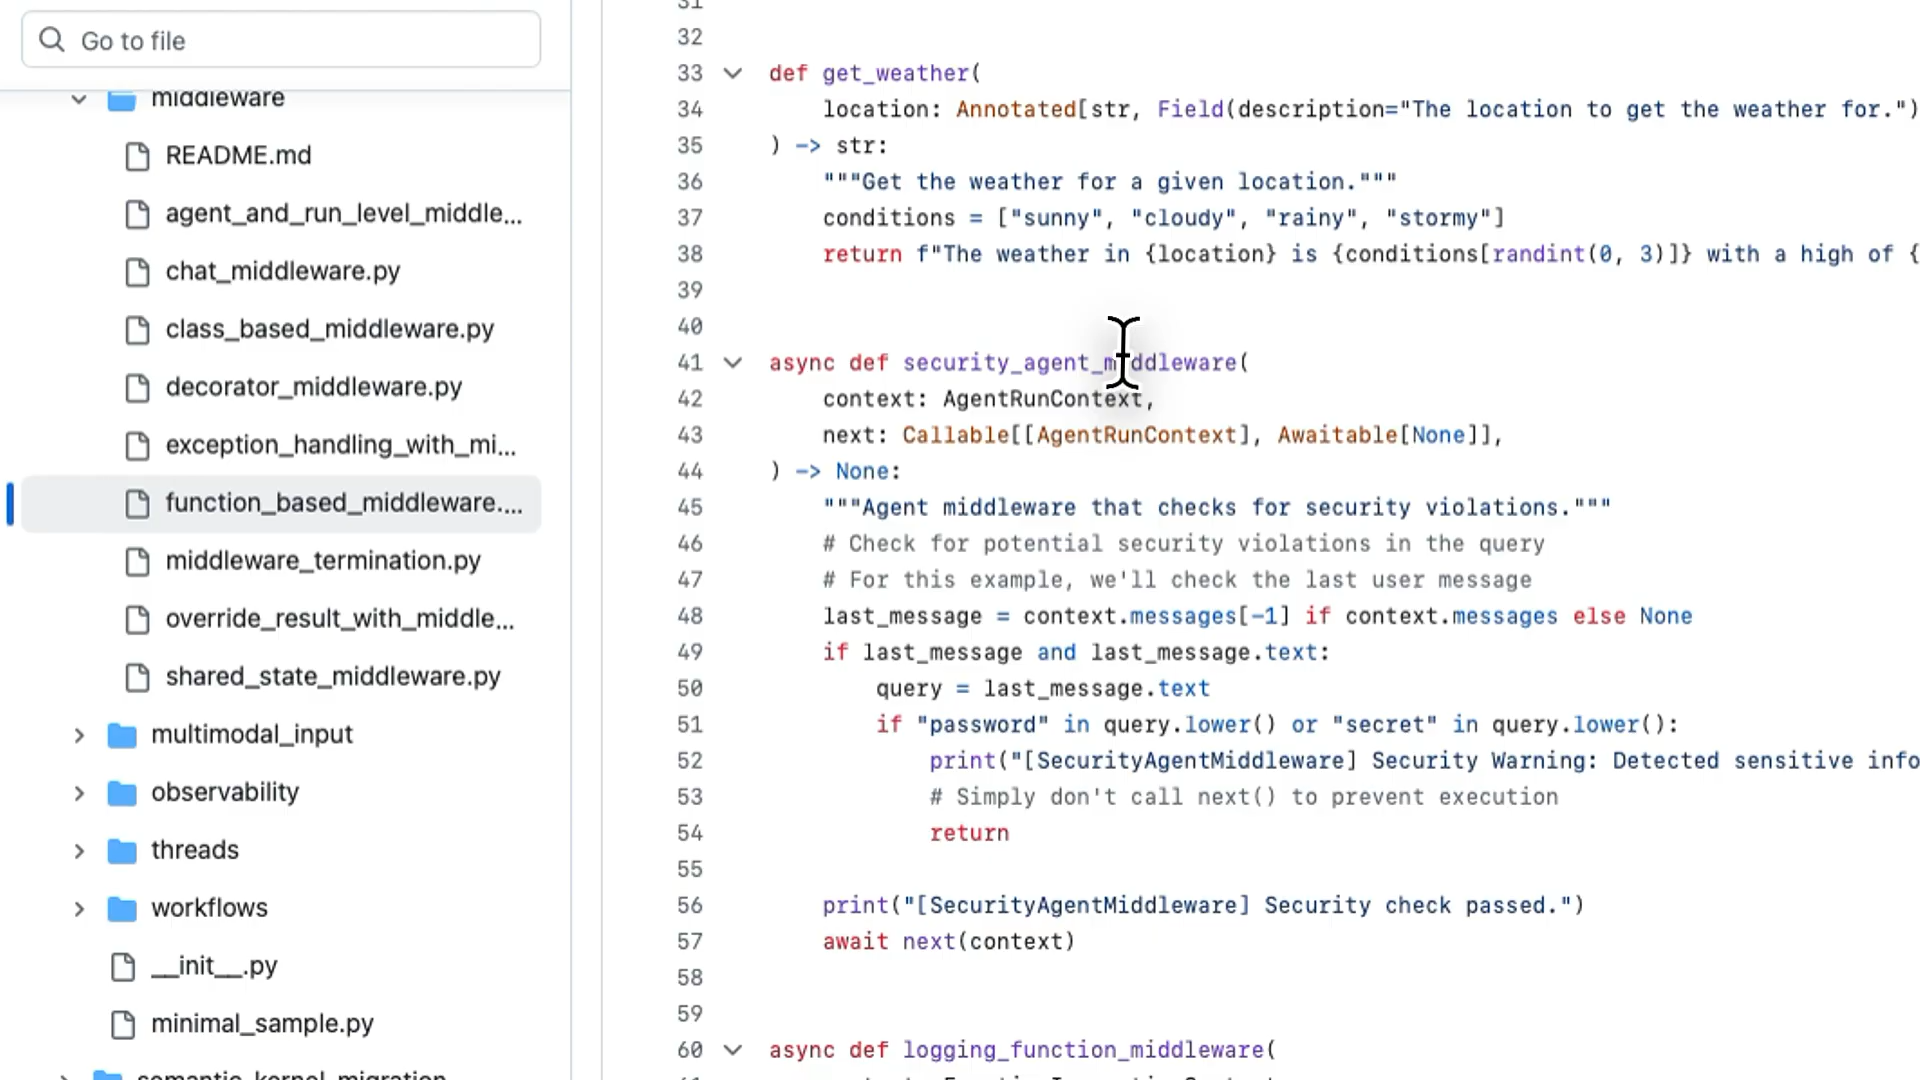 Go to file
middleware
README.md
agent_and_run_level_middle...
chat_middleware.py
class_based_middleware.py
decorator_middleware.py
exception_handling_with_mi...
function_based_middleware....
middleware_termination.py
override_result_with_middle...
shared_state_middleware.py
multimodal_input
observability
threads
workflows
__init__.py
minimal_sample.py
semantic_kernel_migration
31
32
33 def get_weather(
34 location: Annotated[str, Field(description="The location to get the weather for.")
35 ) -> str:
36 """Get the weather for a given location."""
37 conditions = ["sunny", "cloudy", "rainy", "stormy"]
38 return f"The weather in {location} is {conditions[randint(0, 3)]} with a high of {
39
40
41 async def security_agent_middleware(
42 context: AgentRunContext,
43 next: Callable[[AgentRunContext], Awaitable[None]],
44 ) -> None:
45 """Agent middleware that checks for security violations."""
46 # Check for potential security violations in the query
47 # For this example, we'll check the last user message
48 last_message = context.messages[-1] if context.messages else None
49 if last_message and last_message.text:
50 query = last_message.text
51 if "password" in query.lower() or "secret" in query.lower():
52 print("[SecurityAgentMiddleware] Security Warning: Detected sensitive info
53 # Simply don't call next() to prevent execution
54 return
55
56 print("[SecurityAgentMiddleware] Security check passed.")
57 await next(context)
58
59
60 async def logging_function_middleware(